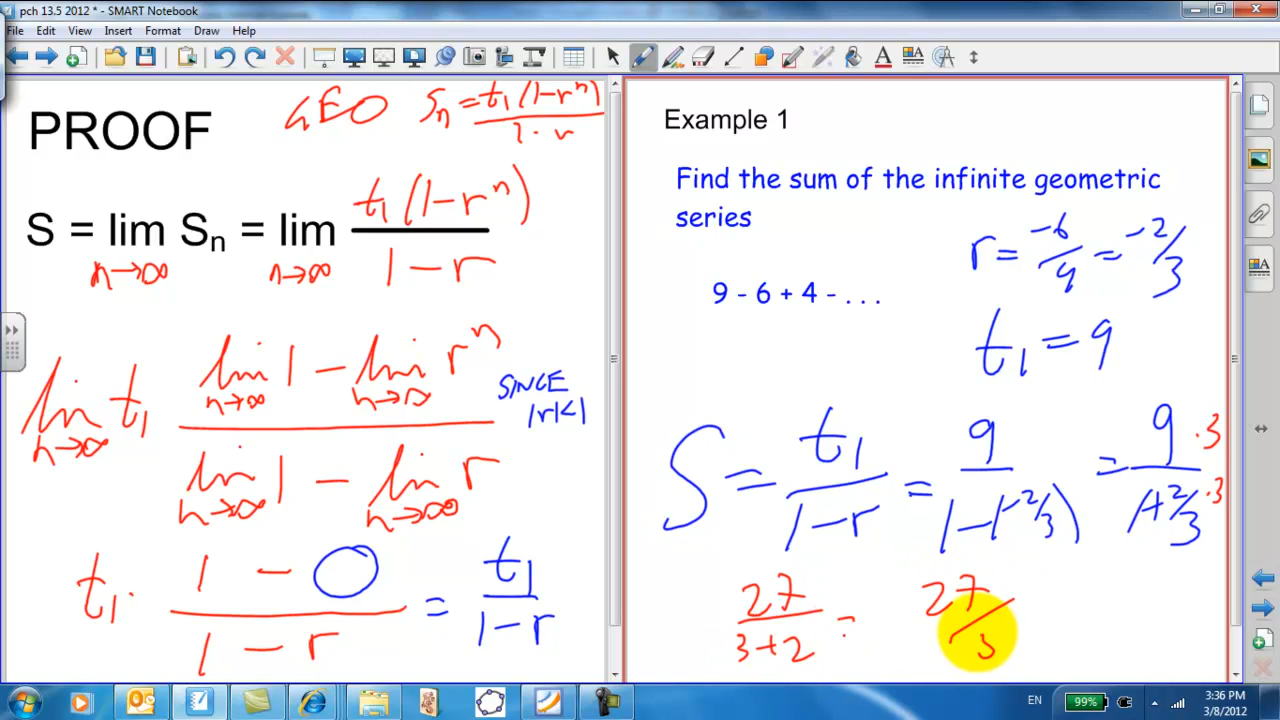 pch 13.5 2012 * - SMART Notebook
File Edit View Insert Format Draw Help
PROOF
GEO Sn = t1(1-r^n) / 1-r
S = lim n→∞ Sn = lim n→∞ t1(1-r^n) / 1-r
lim n→∞ t1 lim n→∞ 1 - lim n→∞ r^n / lim n→∞ 1 - lim n→∞ r
SINCE
|r|<1
t1 · 1 - 0 / 1 - r = t1 / 1-r
Example 1
Find the sum of the infinite geometric
series
9 - 6 + 4 - . . .
r = -6/9 = -2/3
t1 = 9
S = t1 / 1-r = 9 / 1-(-2/3) = 9 ·3 / 1+2/3 ·3
27 / 3+2 = 27/
EN
99%
3:36 PM
3/8/2012